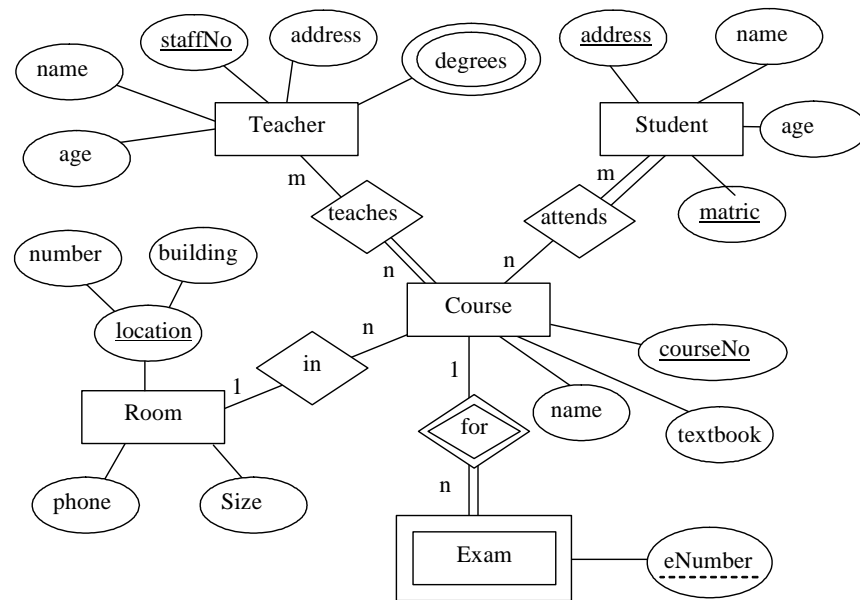 staffNo
address
degrees
name
age
Teacher
address
name
Student
age
matric
m
teaches
n
m
attends
n
number
building
location
Room
phone
Size
1
in
n
Course
courseNo
textbook
name
1
for
n
Exam
eNumber